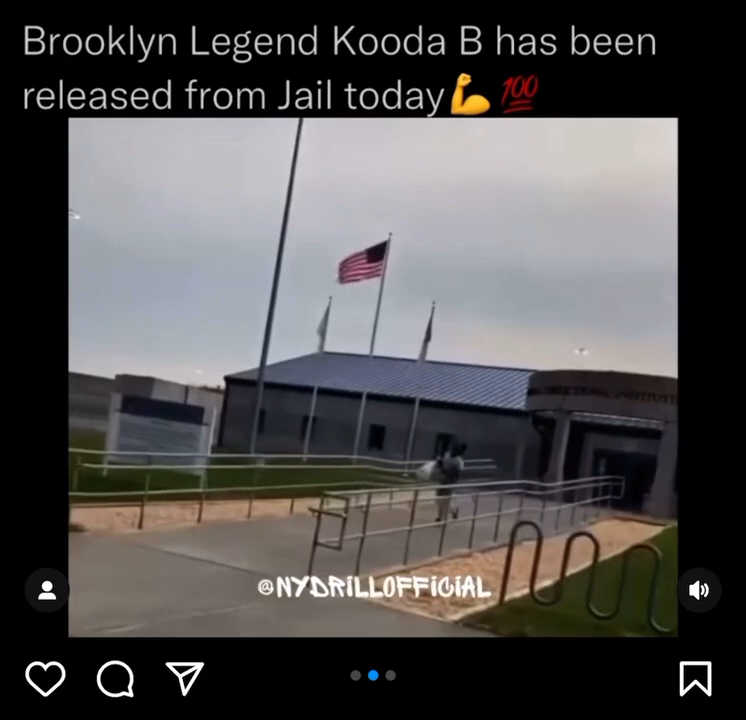 Brooklyn Legend Kooda B has been
released from Jail today💪💯
@NYDRILLOFFICIAL